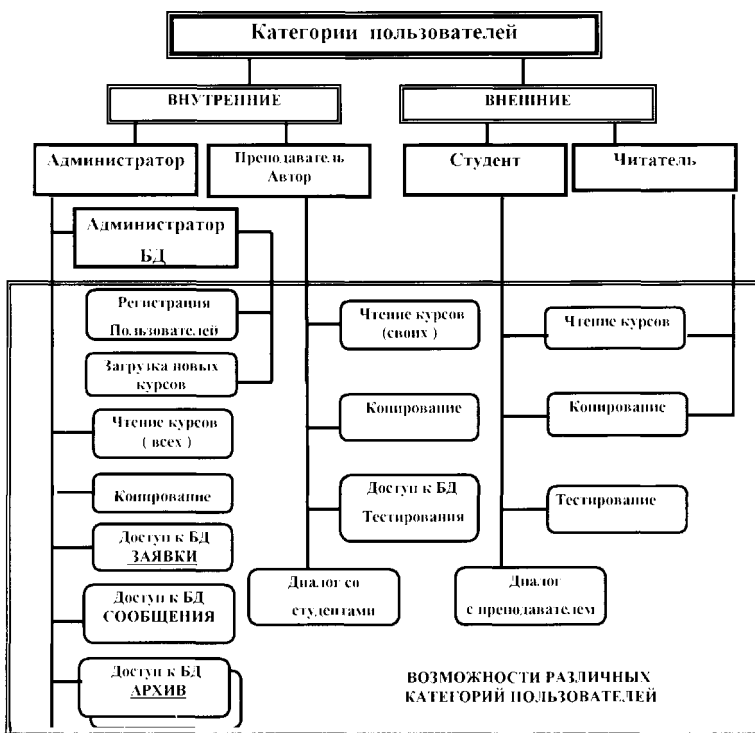 Категории пользователей
ВНУТРЕННИЕ
ВНЕШНИЕ
Администратор
Преподаватель
Автор
Студент
Читатель
Администратор
БД
Регистрация
Пользователей
Загрузка новых
курсов
Чтение курсов
( всех )
Копирование
Доступ к БД
ЗАЯВКИ
Доступ к БД
СООБЩЕНИЯ
Доступ к БД
АРХИВ
Чтение курсов
(своих )
Копирование
Доступ к БД
Тестирования
Диалог со
студентами
Чтение курсов
Копирование
Тестирование
Диалог
с преподавателем
ВОЗМОЖНОСТИ РАЗЛИЧНЫХ
КАТЕГОРИЙ ПОЛЬЗОВАТЕЛЕЙ